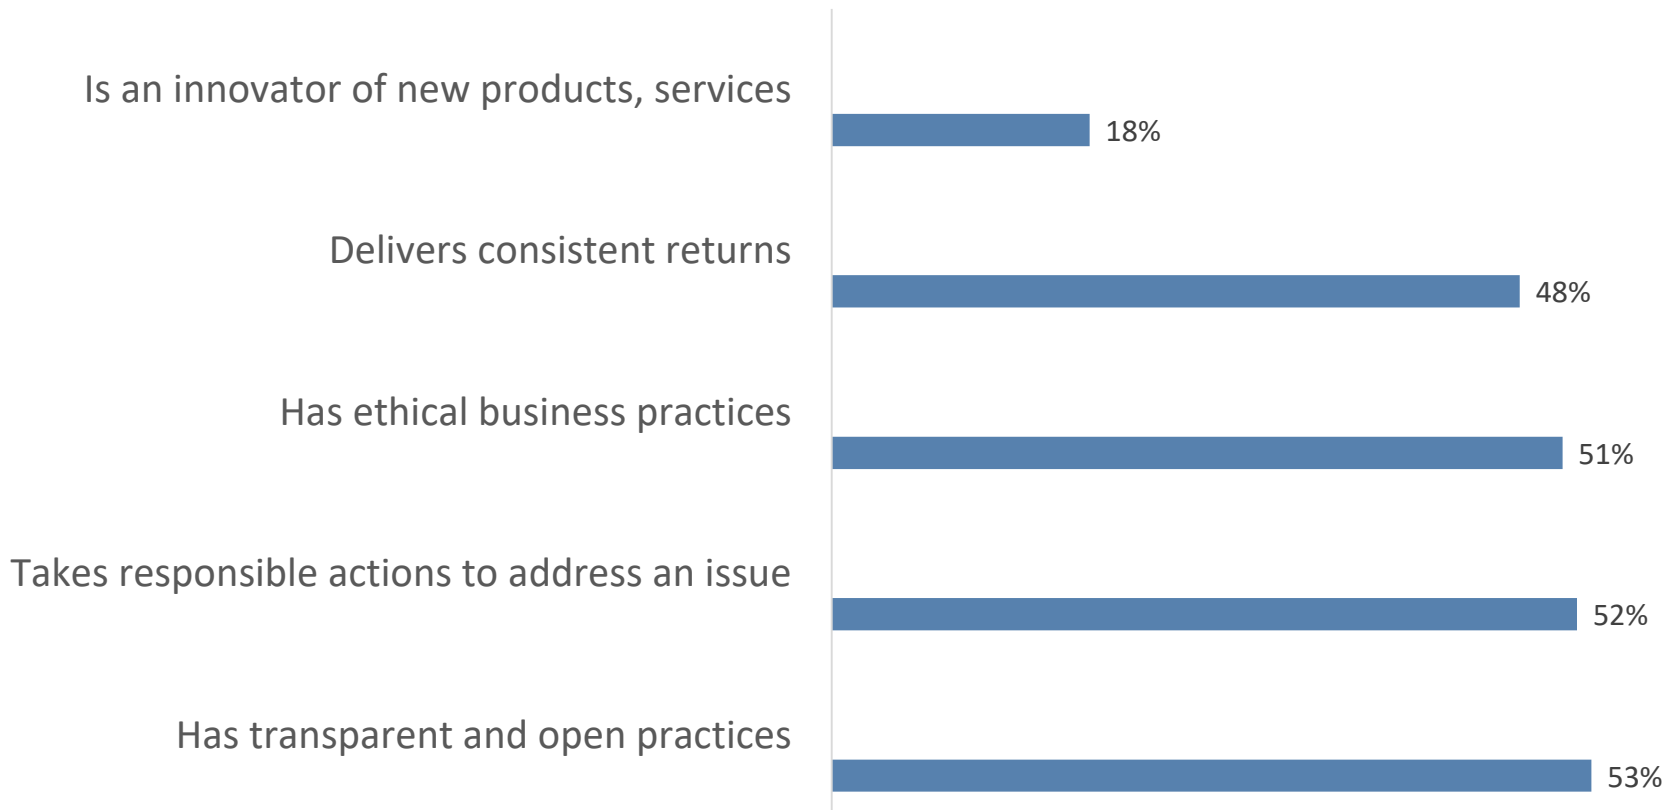 Is an innovator of new products, services
18%
Delivers consistent returns
48%
Has ethical business practices
51%
Takes responsible actions to address an issue
52%
Has transparent and open practices
53%